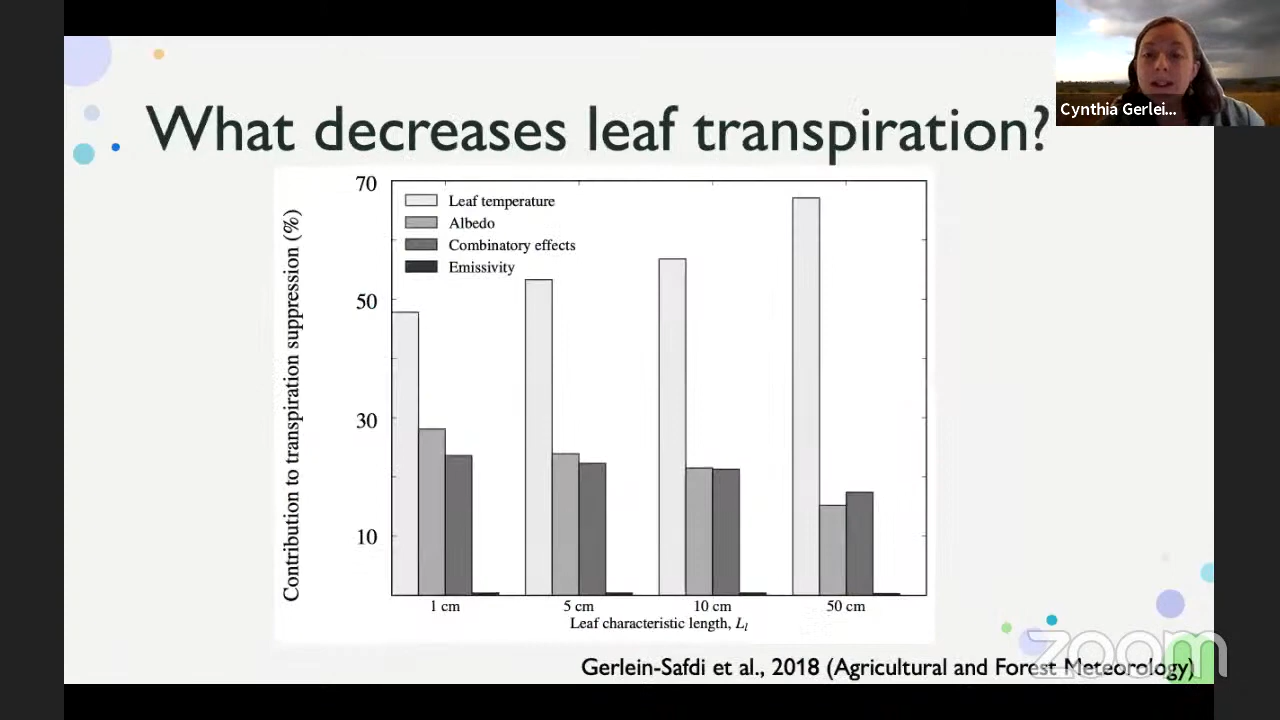 What decreases leaf transpiration?
Cynthia Gerlei...
Contribution to transpiration suppression (%)
70
50
30
10
Leaf temperature
Albedo
Combinatory effects
Emissivity
1 cm
5 cm
10 cm
50 cm
Leaf characteristic length, Ll
Gerlein-Safdi et al., 2018 (Agricultural and Forest Meteorology)
zoom